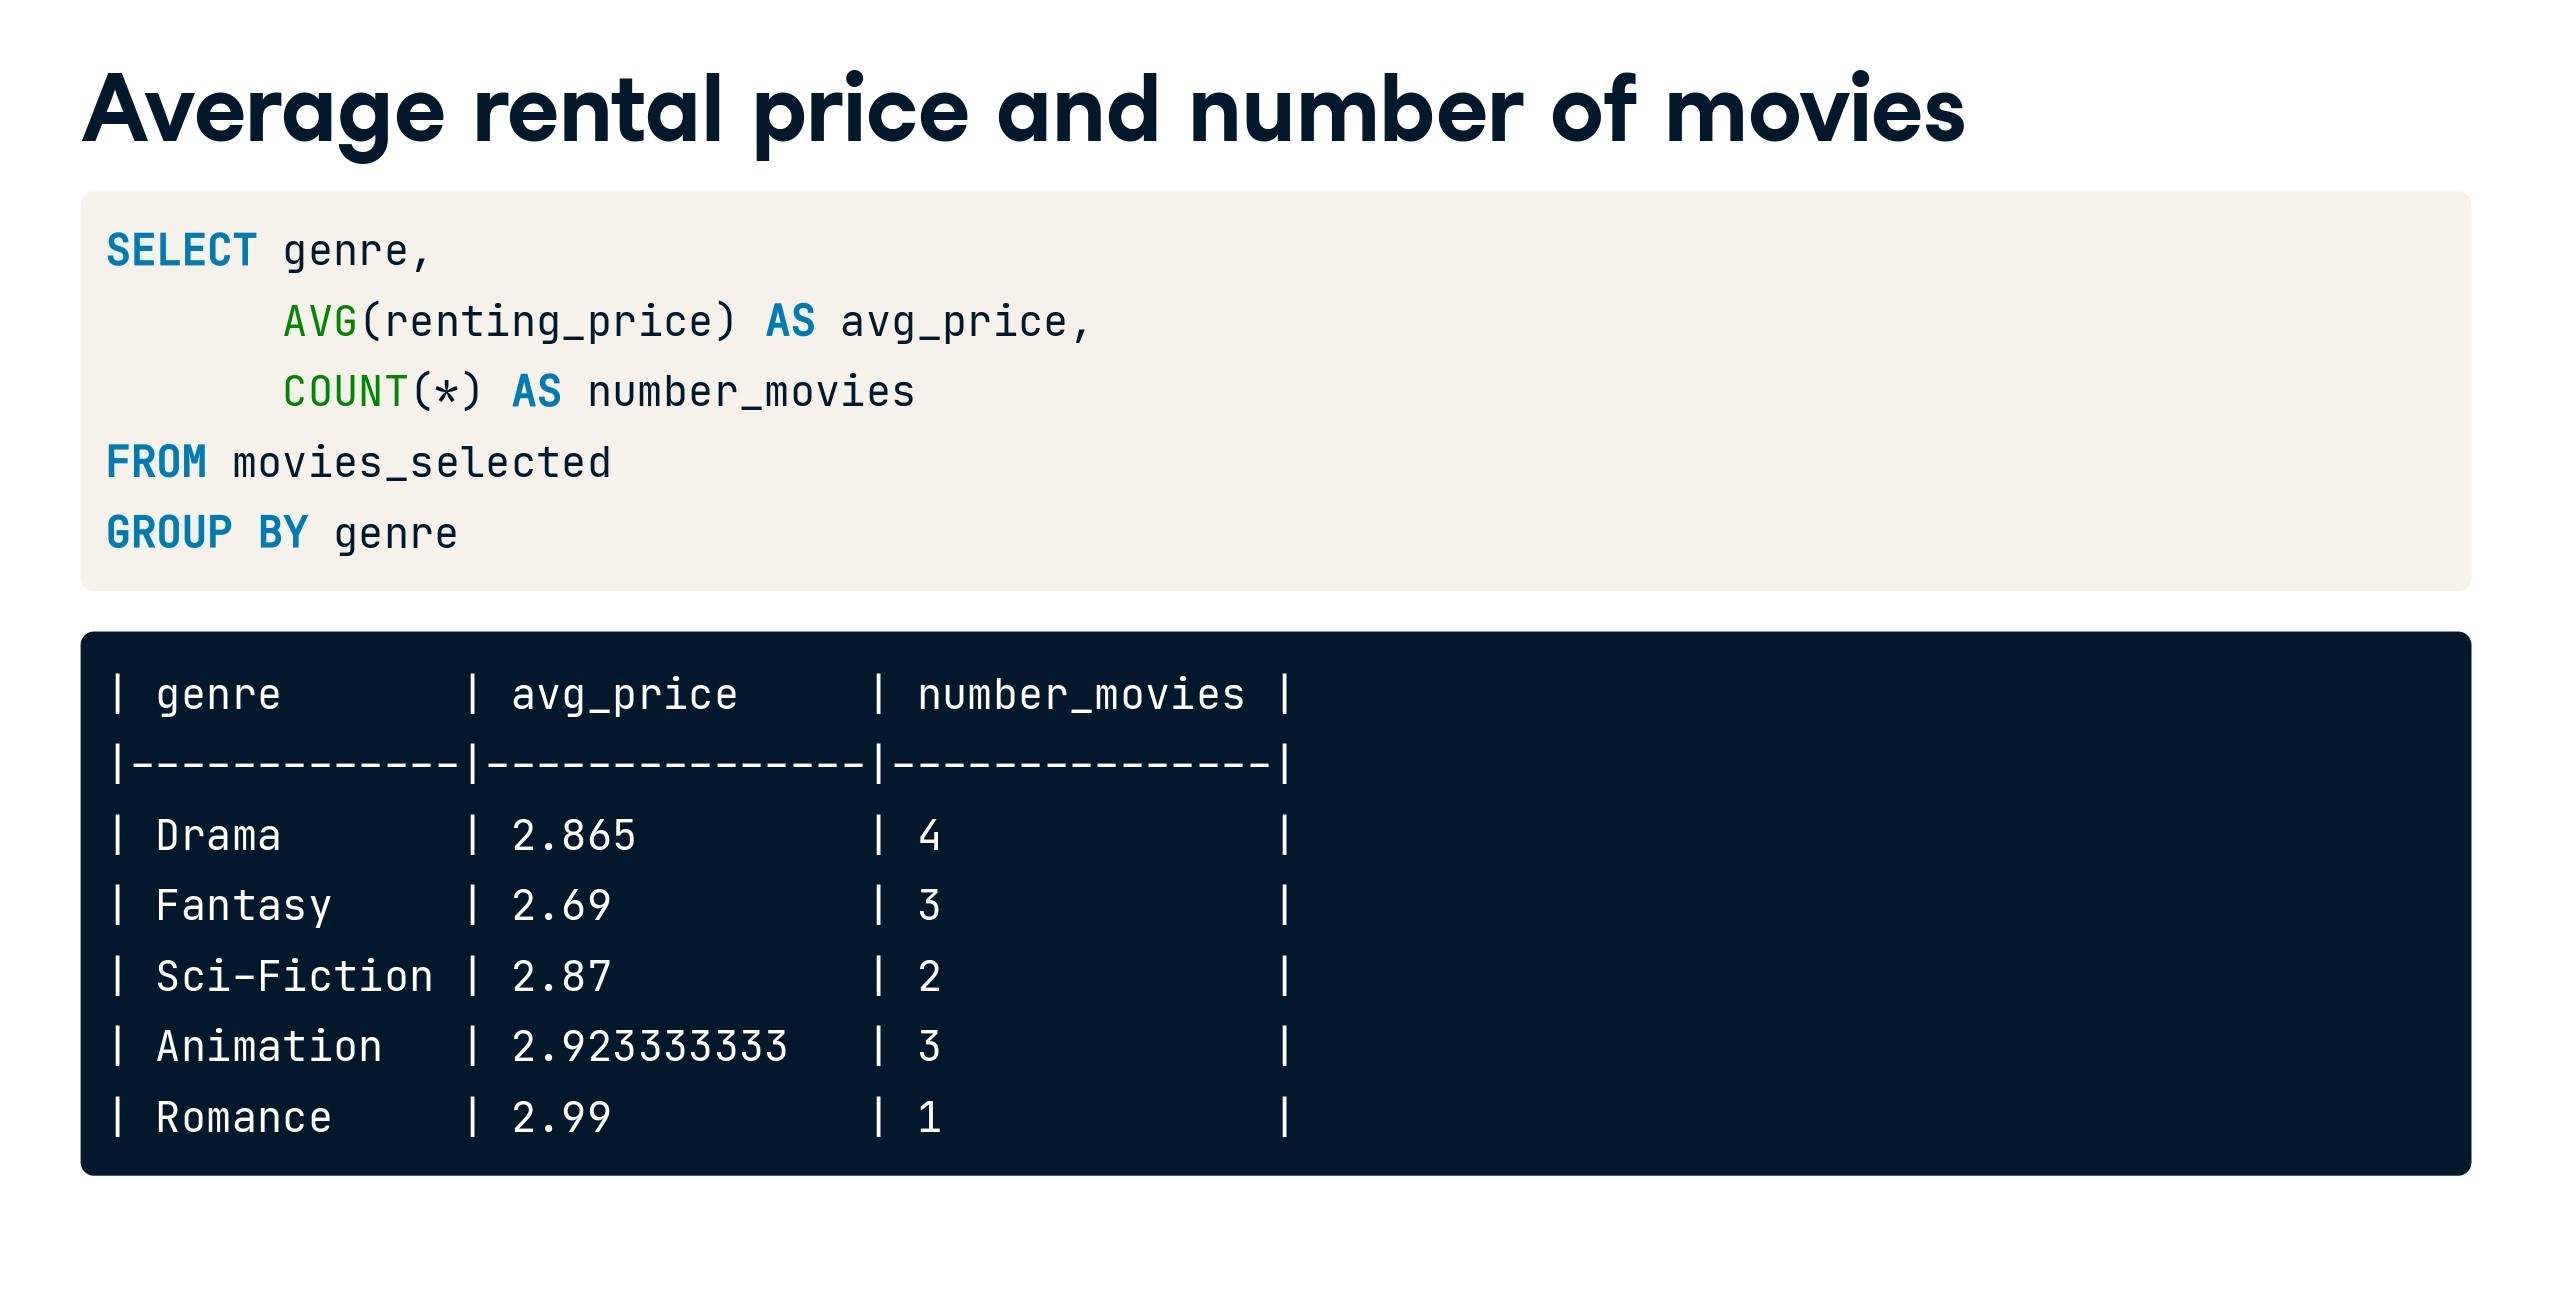 Average rental price and number of movies
SELECT genre,
       AVG(renting_price) AS avg_price,
       COUNT(*) AS number_movies
FROM movies_selected
GROUP BY genre
| genre       | avg_price     | number_movies |
|-------------|---------------|---------------|
| Drama       | 2.865         | 4             |
| Fantasy     | 2.69          | 3             |
| Sci-Fiction | 2.87          | 2             |
| Animation   | 2.923333333   | 3             |
| Romance     | 2.99          | 1             |